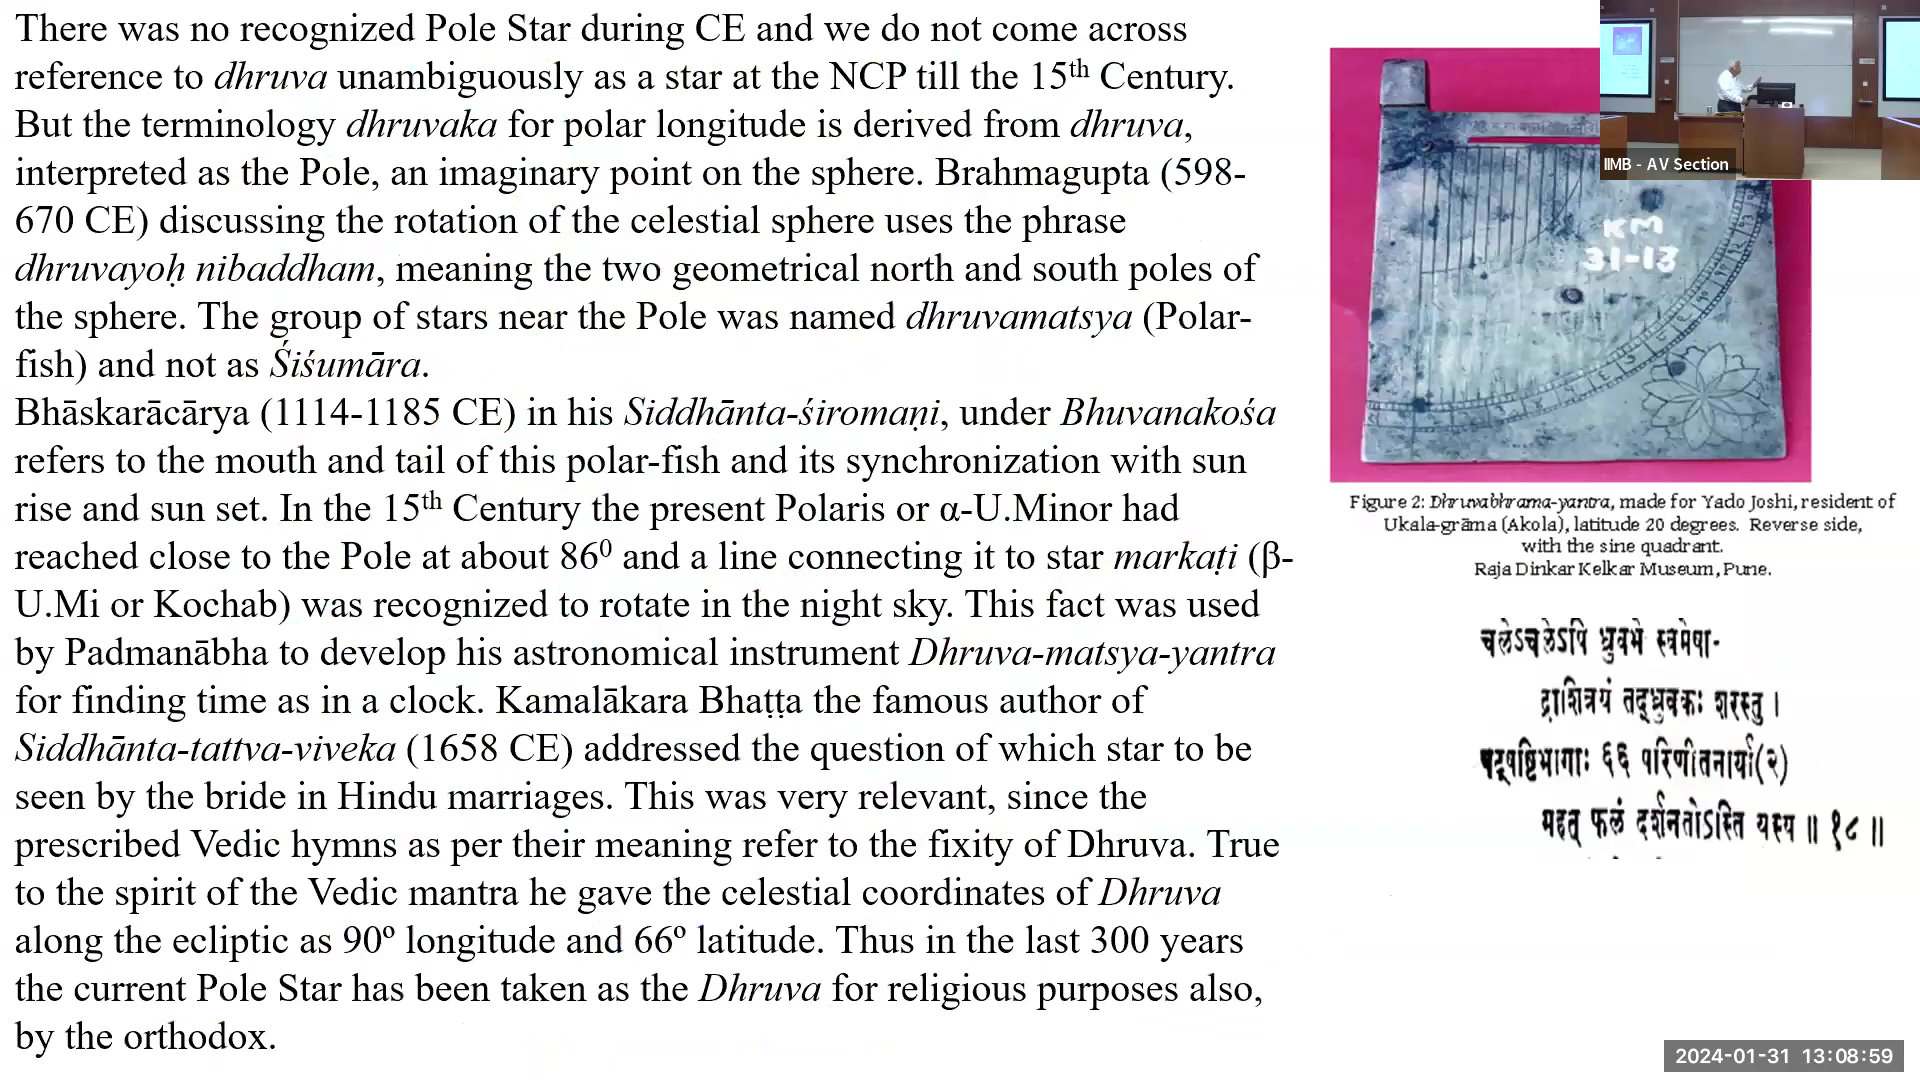 There was no recognized Pole Star during CE and we do not come across
reference to dhruva unambiguously as a star at the NCP till the 15th Century.
But the terminology dhruvaka for polar longitude is derived from dhruva,
interpreted as the Pole, an imaginary point on the sphere. Brahmagupta (598-
670 CE) discussing the rotation of the celestial sphere uses the phrase
dhruvayoḥ nibaddham, meaning the two geometrical north and south poles of
the sphere. The group of stars near the Pole was named dhruvamatsya (Polar-
fish) and not as Śiśumāra.
Bhāskarācārya (1114-1185 CE) in his Siddhānta-śiromaṇi, under Bhuvanakośa
refers to the mouth and tail of this polar-fish and its synchronization with sun
rise and sun set. In the 15th Century the present Polaris or α-U.Minor had
reached close to the Pole at about 86⁰ and a line connecting it to star markaṭi (β-
U.Mi or Kochab) was recognized to rotate in the night sky. This fact was used
by Padmanābha to develop his astronomical instrument Dhruva-matsya-yantra
for finding time as in a clock. Kamalākara Bhaṭṭa the famous author of
Siddhānta-tattva-viveka (1658 CE) addressed the question of which star to be
seen by the bride in Hindu marriages. This was very relevant, since the
prescribed Vedic hymns as per their meaning refer to the fixity of Dhruva. True
to the spirit of the Vedic mantra he gave the celestial coordinates of Dhruva
along the ecliptic as 90º longitude and 66º latitude. Thus in the last 300 years
the current Pole Star has been taken as the Dhruva for religious purposes also,
by the orthodox.
IIMB - AV Section
KM
31-13
Figure 2: Dhruvabhrama-yantra, made for Yado Joshi, resident of
Ukala-grāma (Akola), latitude 20 degrees. Reverse side,
with the sine quadrant.
Raja Dinkar Kelkar Museum, Pune.
चलेऽचलेऽपि ध्रुवभे स्वमेषा-
द्राशित्रयं तद्ध्रुवकः शरस्तु ।
षट्षष्टिभागाः ६६ परिणीतनार्या(२)
महत् फलं दर्शनतोऽस्ति यस्य ॥ १८ ॥
2024-01-31 13:08:59